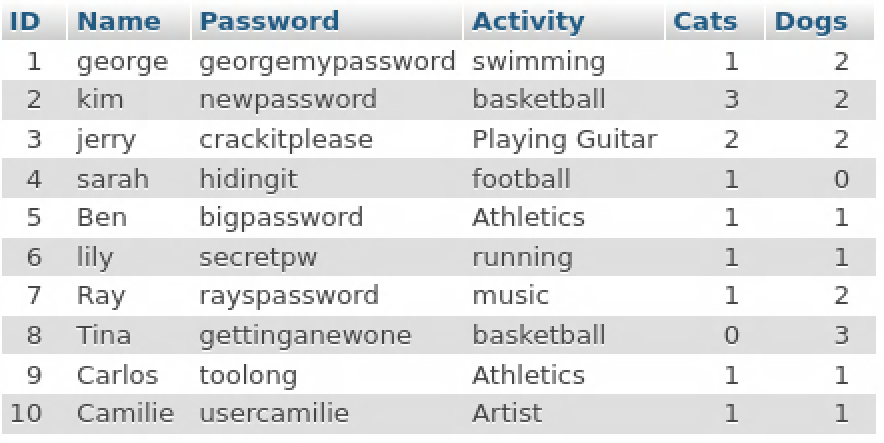 ID Name Password Activity Cats Dogs
1 george georgemypassword swimming 1 2
2 kim newpassword basketball 3 2
3 jerry crackitplease Playing Guitar 2 2
4 sarah hidingit football 1 0
5 Ben bigpassword Athletics 1 1
6 lily secretpw running 1 1
7 Ray rayspassword music 1 2
8 Tina gettinganewone basketball 0 3
9 Carlos toolong Athletics 1 1
10 Camilie usercamilie Artist 1 1